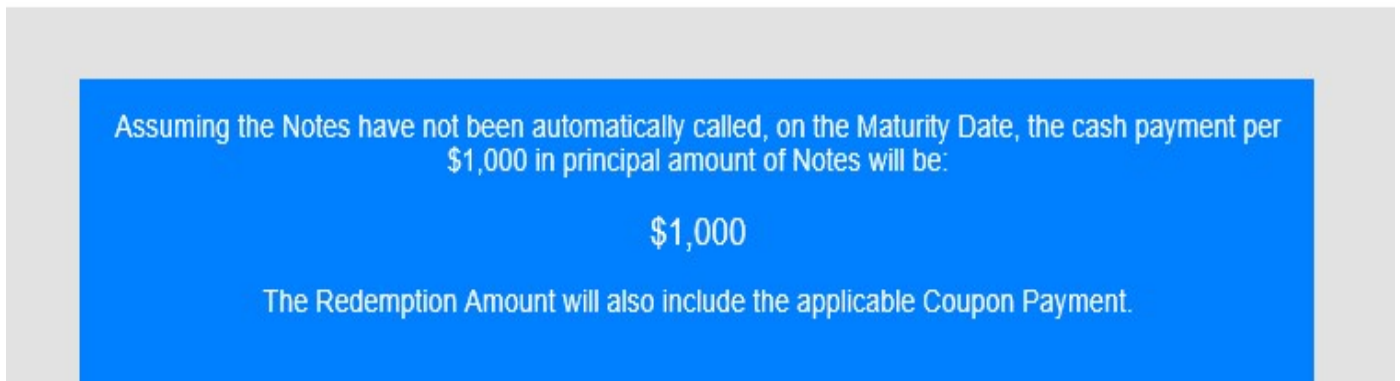 Assuming the Notes have not been automatically called, on the Maturity Date, the cash payment per
$1,000 in principal amount of Notes will be:
$1,000
The Redemption Amount will also include the applicable Coupon Payment.